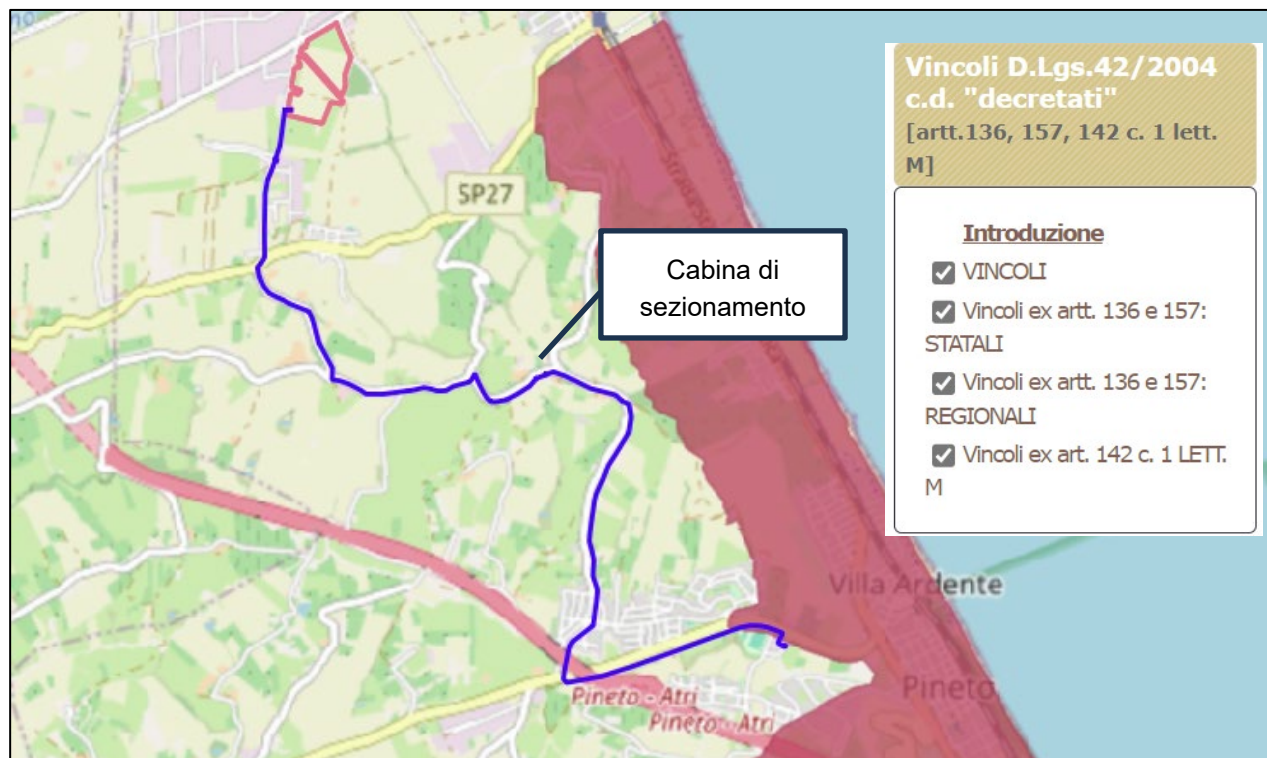 no
Vincoli D.Lgs.42/2004
c.d. "decretati"
[artt.136, 157, 142 c. 1 lett.
M]
Introduzione
VINCOLI
Vincoli ex artt. 136 e 157:
STATALI
Vincoli ex artt. 136 e 157:
REGIONALI
Vincoli ex art. 142 c. 1 LETT.
M
SP27
Cabina di
sezionamento
Villa Ardente
Pineto
Pineto - Atri
Pineto - Atri